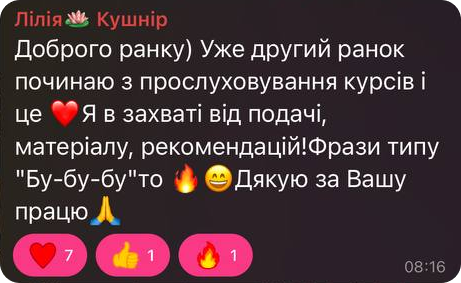 Лілія🪷 Кушнір
Доброго ранку) Уже другий ранок
починаю з прослуховування курсів і
це ❤️Я в захваті від подачі,
матеріалу, рекомендацій!Фрази типу
"Бу-бу-бу"то 🔥😄Дякую за Вашу
працю🙏
❤️ 7 👍 1 🔥 1
08:16